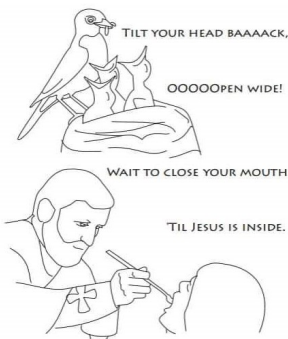 Tilt your head baaaack,
OOOOOpen wide!
Wait to close your mouth
'Til Jesus is inside.